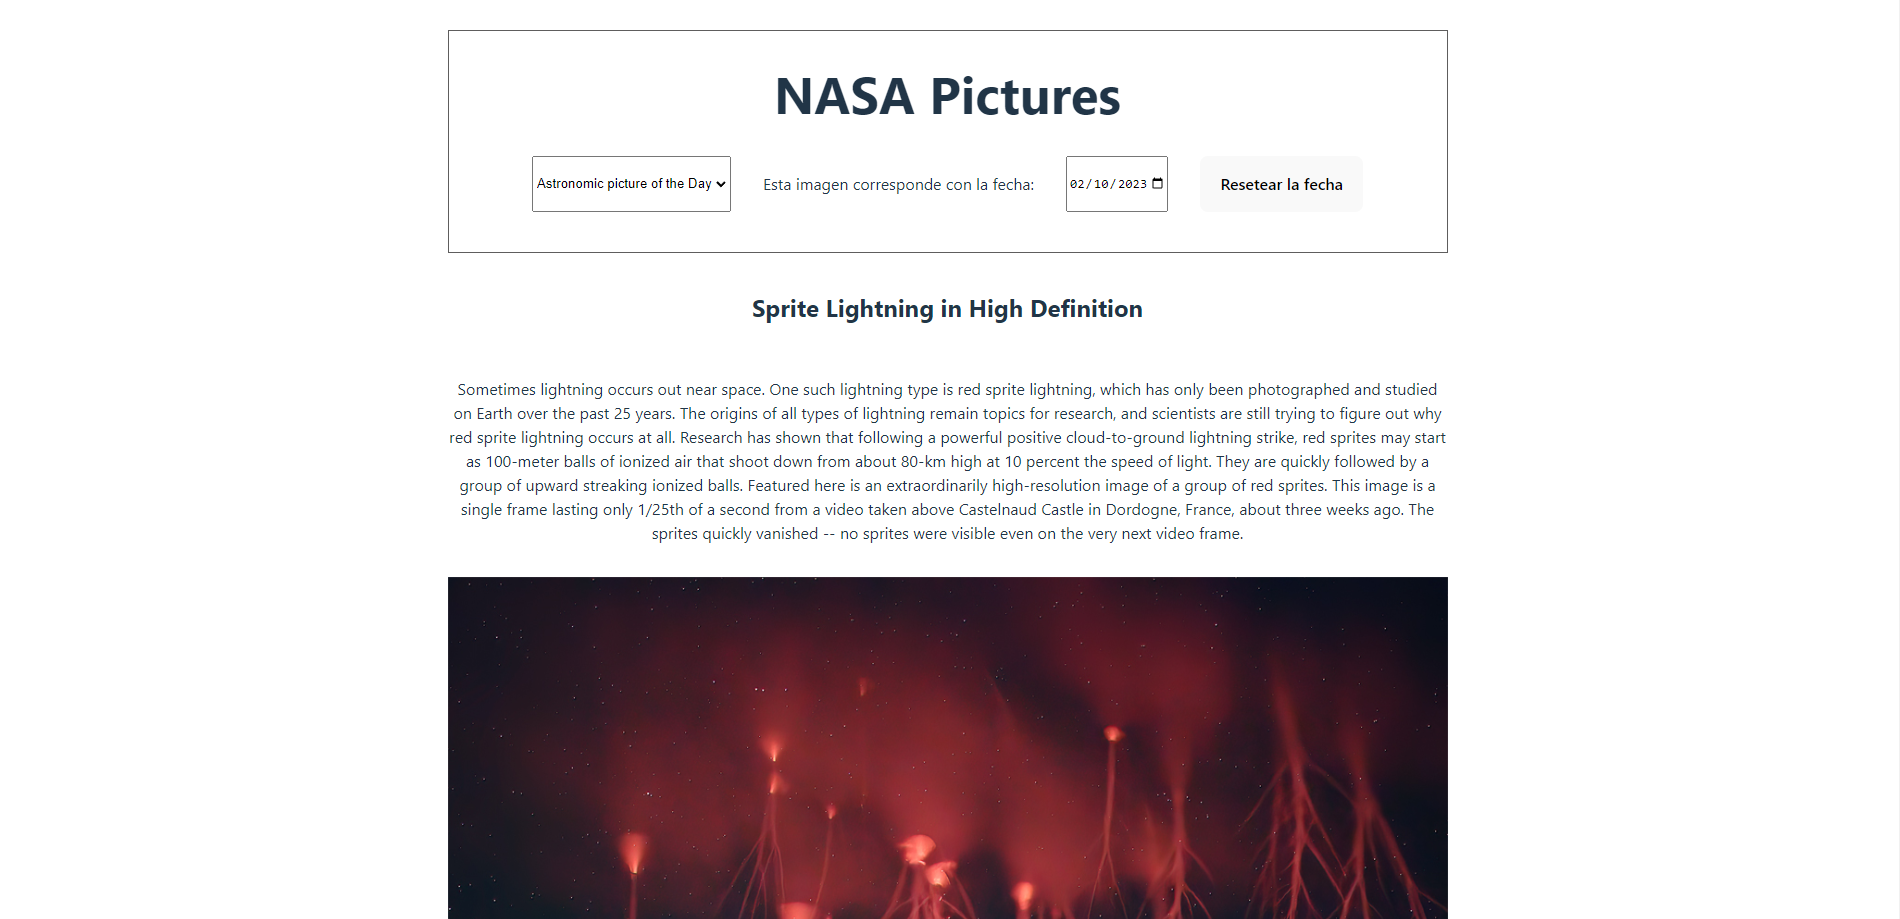 NASA Pictures
Astronomic picture of the Day
Esta imagen corresponde con la fecha:
02/10/2023
Resetear la fecha
Sprite Lightning in High Definition
Sometimes lightning occurs out near space. One such lightning type is red sprite lightning, which has only been photographed and studied
on Earth over the past 25 years. The origins of all types of lightning remain topics for research, and scientists are still trying to figure out why
red sprite lightning occurs at all. Research has shown that following a powerful positive cloud-to-ground lightning strike, red sprites may start
as 100-meter balls of ionized air that shoot down from about 80-km high at 10 percent the speed of light. They are quickly followed by a
group of upward streaking ionized balls. Featured here is an extraordinarily high-resolution image of a group of red sprites. This image is a
single frame lasting only 1/25th of a second from a video taken above Castelnaud Castle in Dordogne, France, about three weeks ago. The
sprites quickly vanished -- no sprites were visible even on the very next video frame.